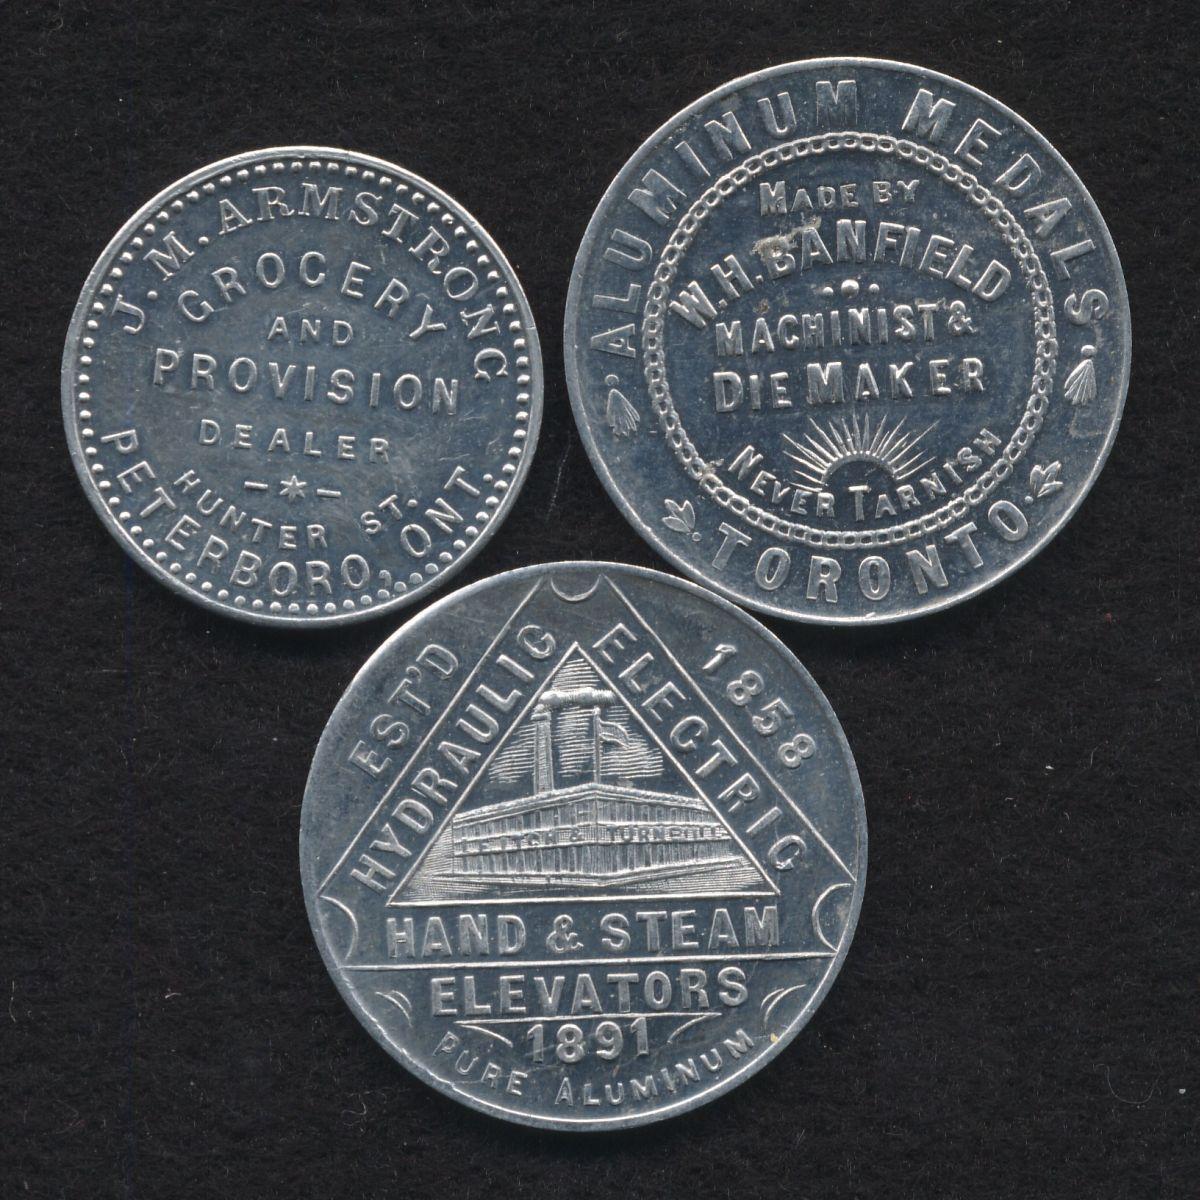 J. M. ARMSTRONG
GROCERY
AND
PROVISION
DEALER
HUNTER ST.
PETERBORO, ONT.
ALUMINUM MEDALS
MADE BY
W.H. BANFIELD
MACHINIST &
DIE MAKER
NEVER TARNISH
TORONTO
EST'D 1858
HYDRAULIC ELECTRIC
& TURNBULL
HAND & STEAM
ELEVATORS
1891
PURE ALUMINUM